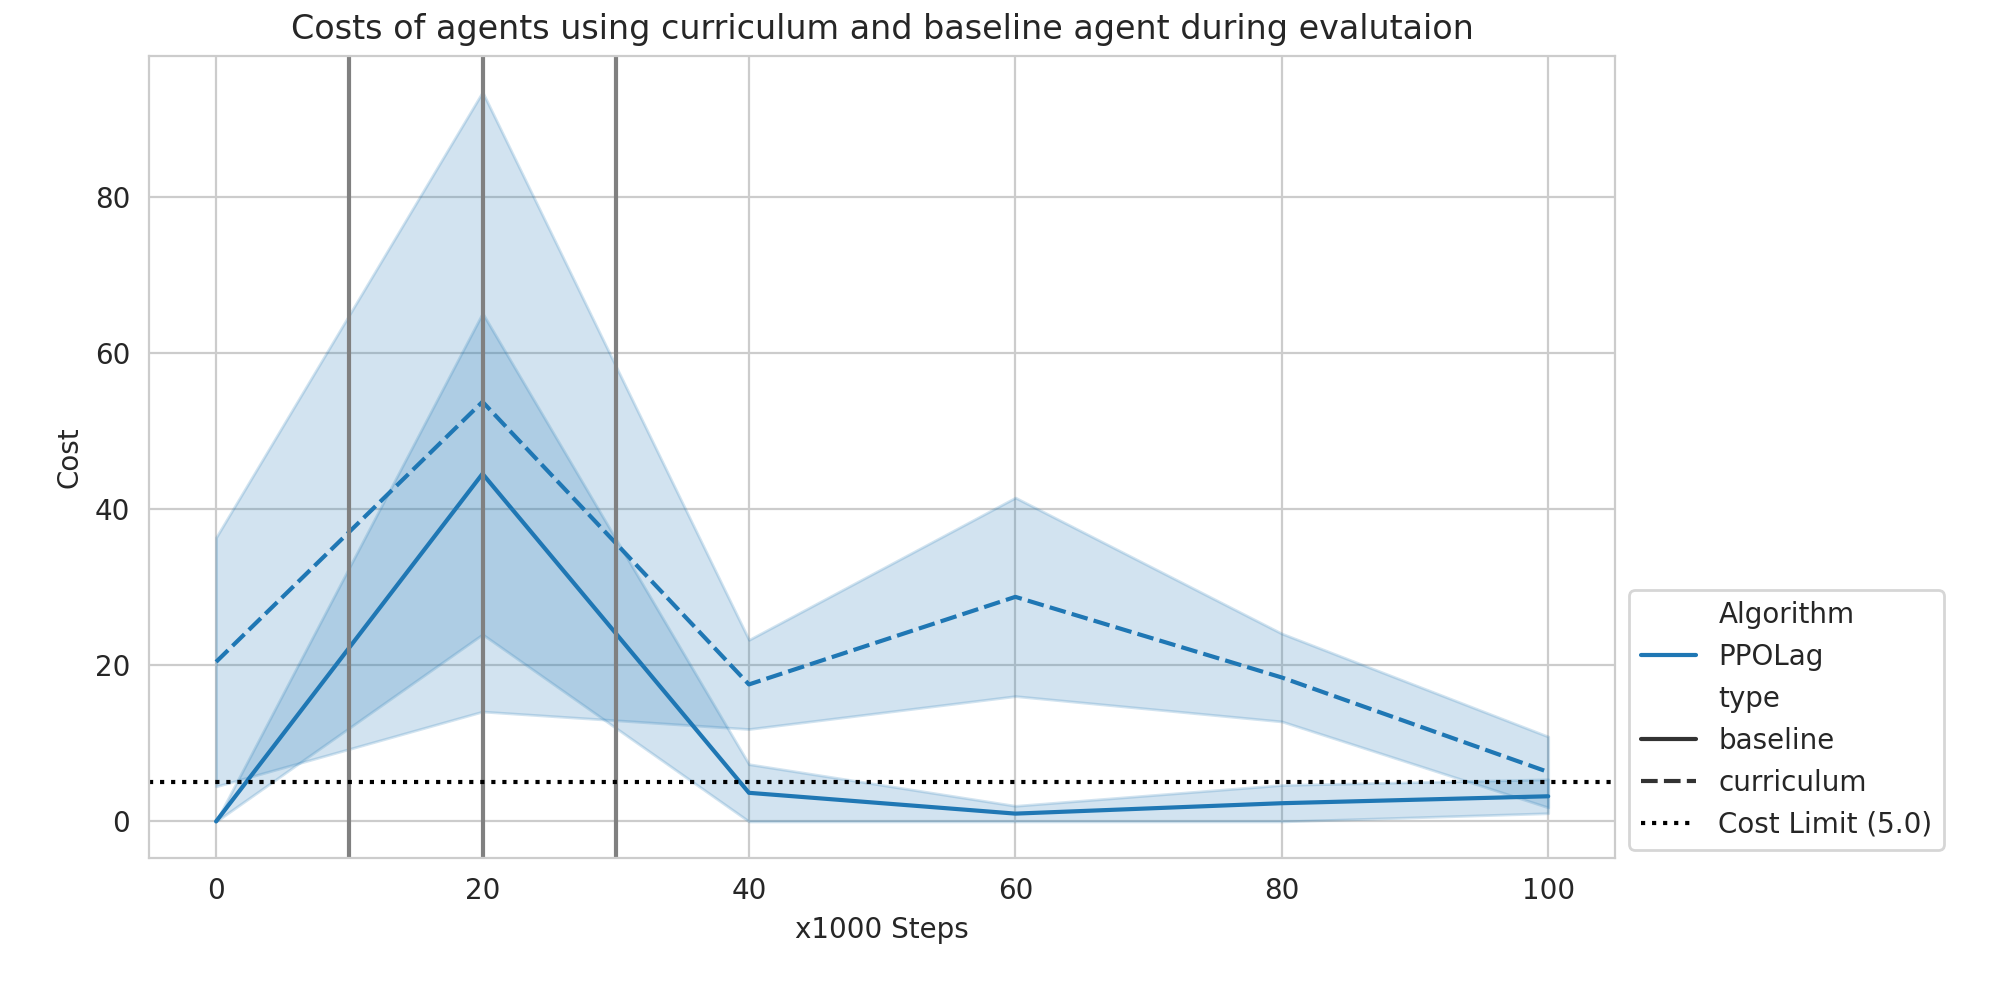 Costs of agents using curriculum and baseline agent during evalutaion
Cost
80
60
40
20
0
0 20 40 60 80 100
x1000 Steps
Algorithm
PPOLag
type
baseline
curriculum
Cost Limit (5.0)